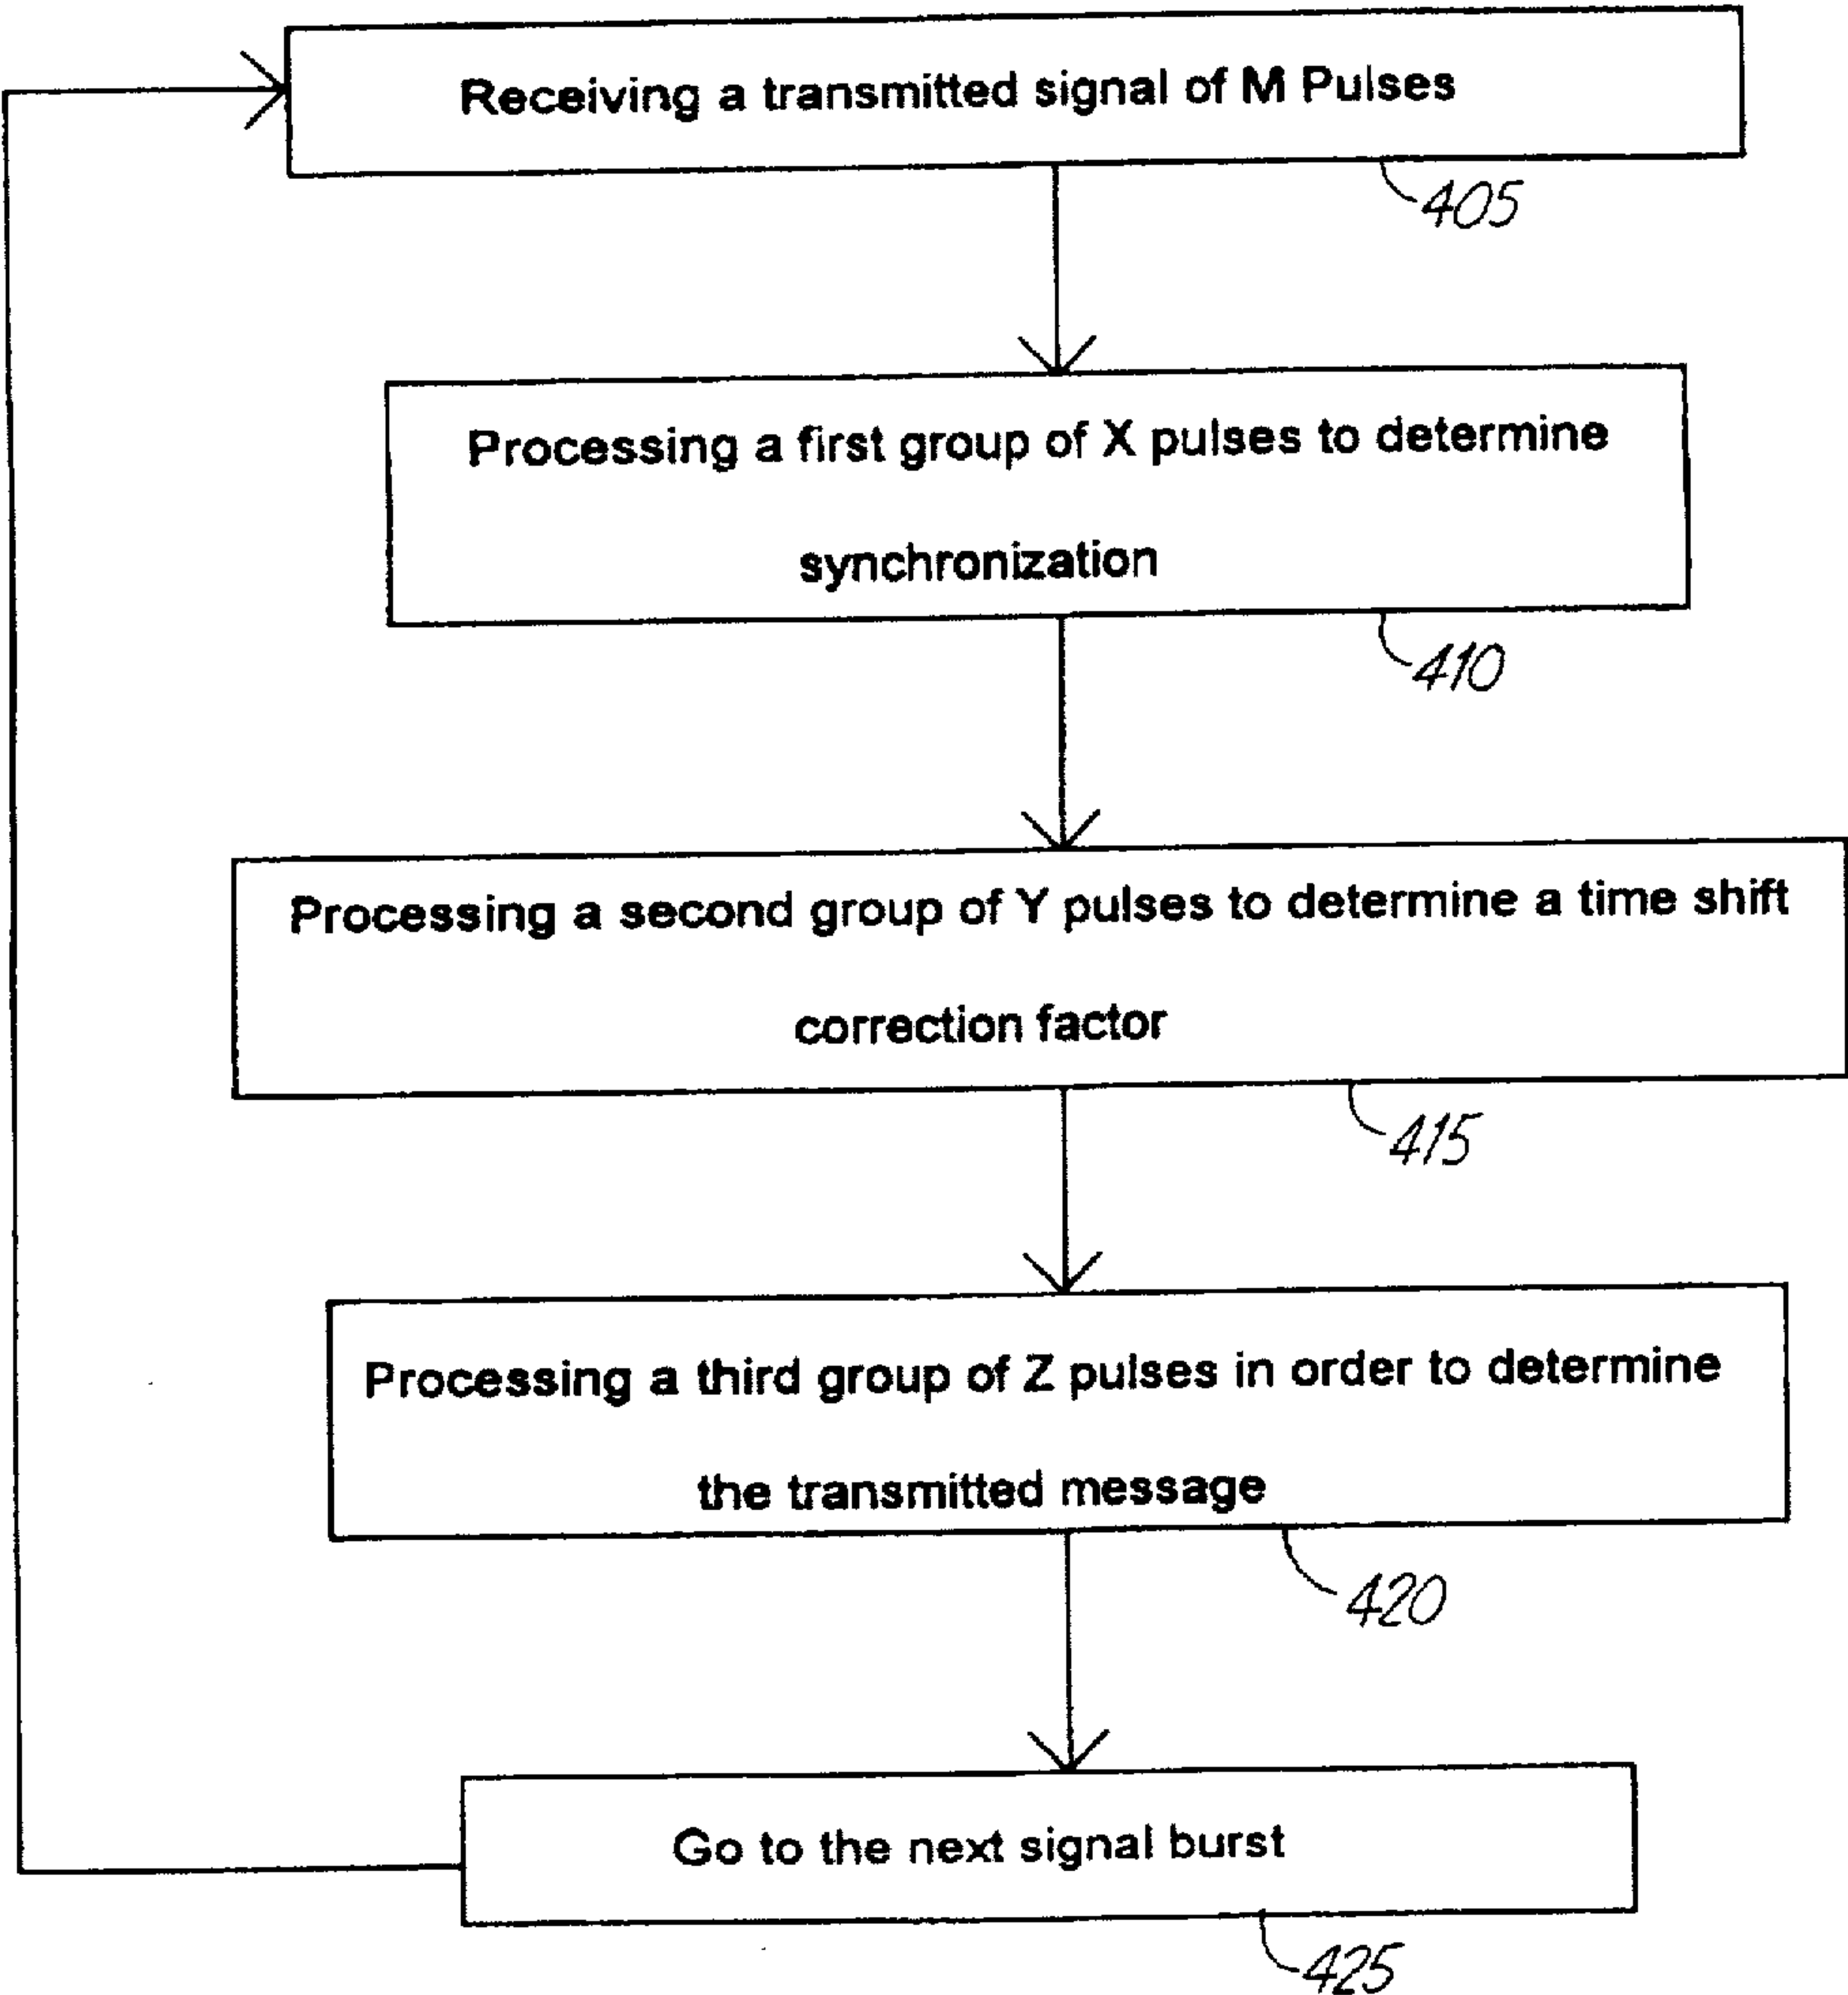 Receiving a transmitted signal of M Pulses
405
Processing a first group of X pulses to determine
synchronization
410
Processing a second group of Y pulses to determine a time shift
correction factor
415
Processing a third group of Z pulses in order to determine
the transmitted message
420
Go to the next signal burst
425